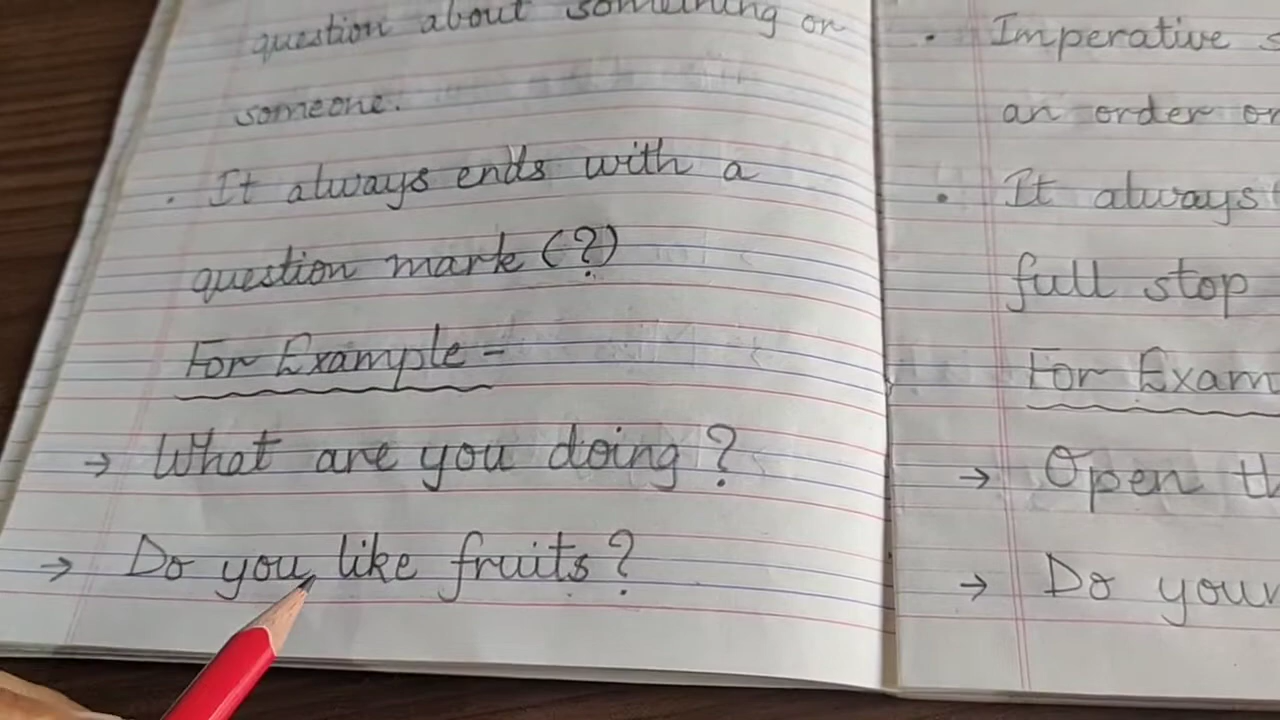 question about something or
someone.
. It always ends with a
question mark (?)
For Example -
→ What are you doing?
→ Do you like fruits?
. Imperative s
an order or
. It always
full stop
For Exam
→ Open th
→ Do your